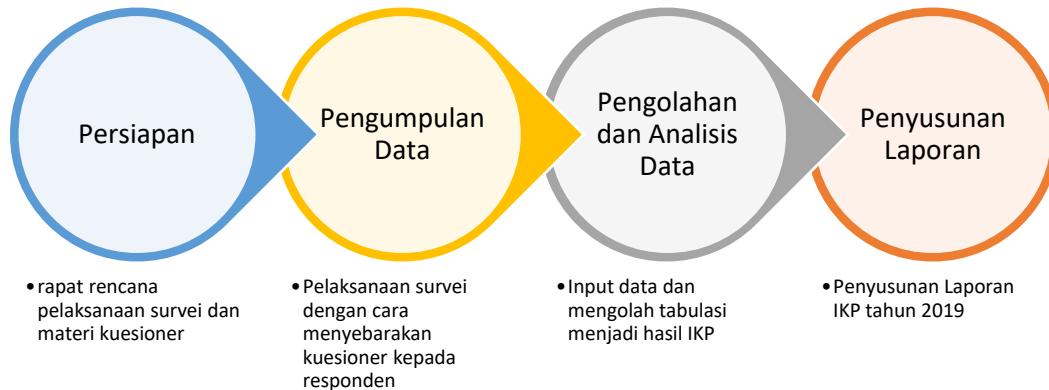 Persiapan
Pengumpulan
Data
Pengolahan
dan Analisis
Data
Penyusunan
Laporan
•rapat rencana
pelaksanaan survei dan
materi kuesioner
•Pelaksanaan survei
dengan cara
menyebarakan
kuesioner kepada
responden
•Input data dan
mengolah tabulasi
menjadi hasil IKP
•Penyusunan Laporan
IKP tahun 2019